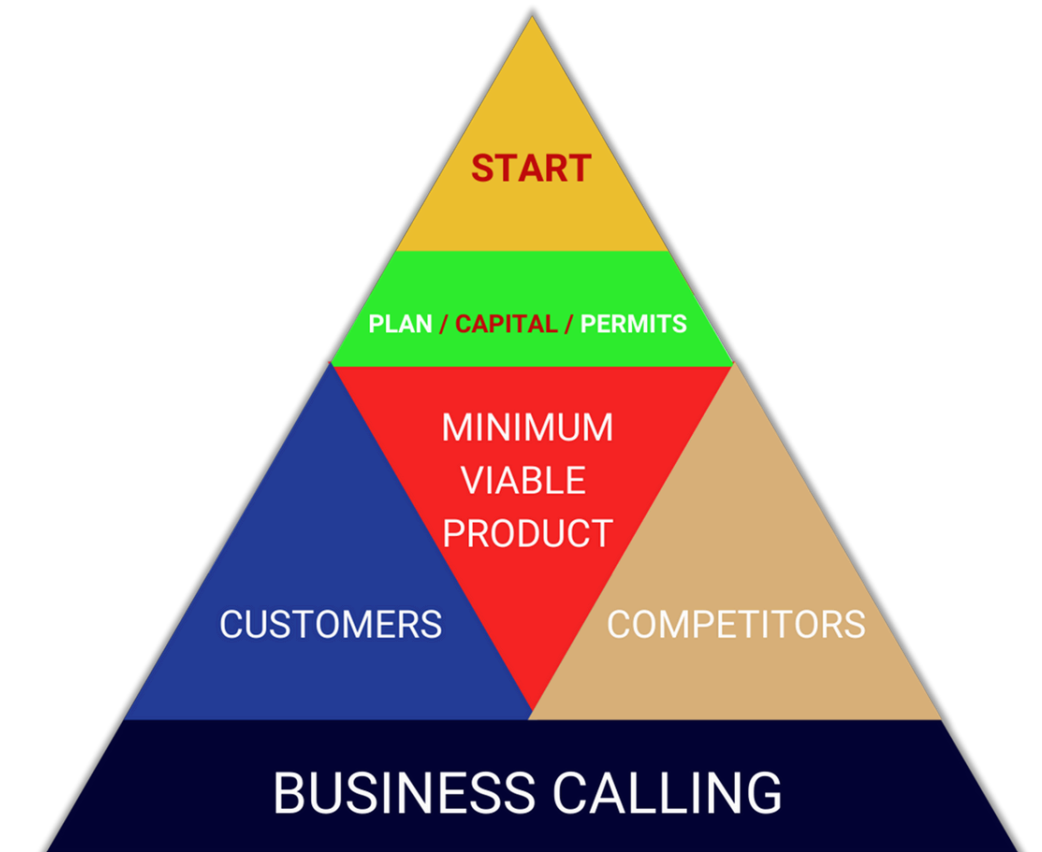 START
PLAN / CAPITAL / PERMITS
MINIMUM
VIABLE
PRODUCT
CUSTOMERS
COMPETITORS
BUSINESS CALLING